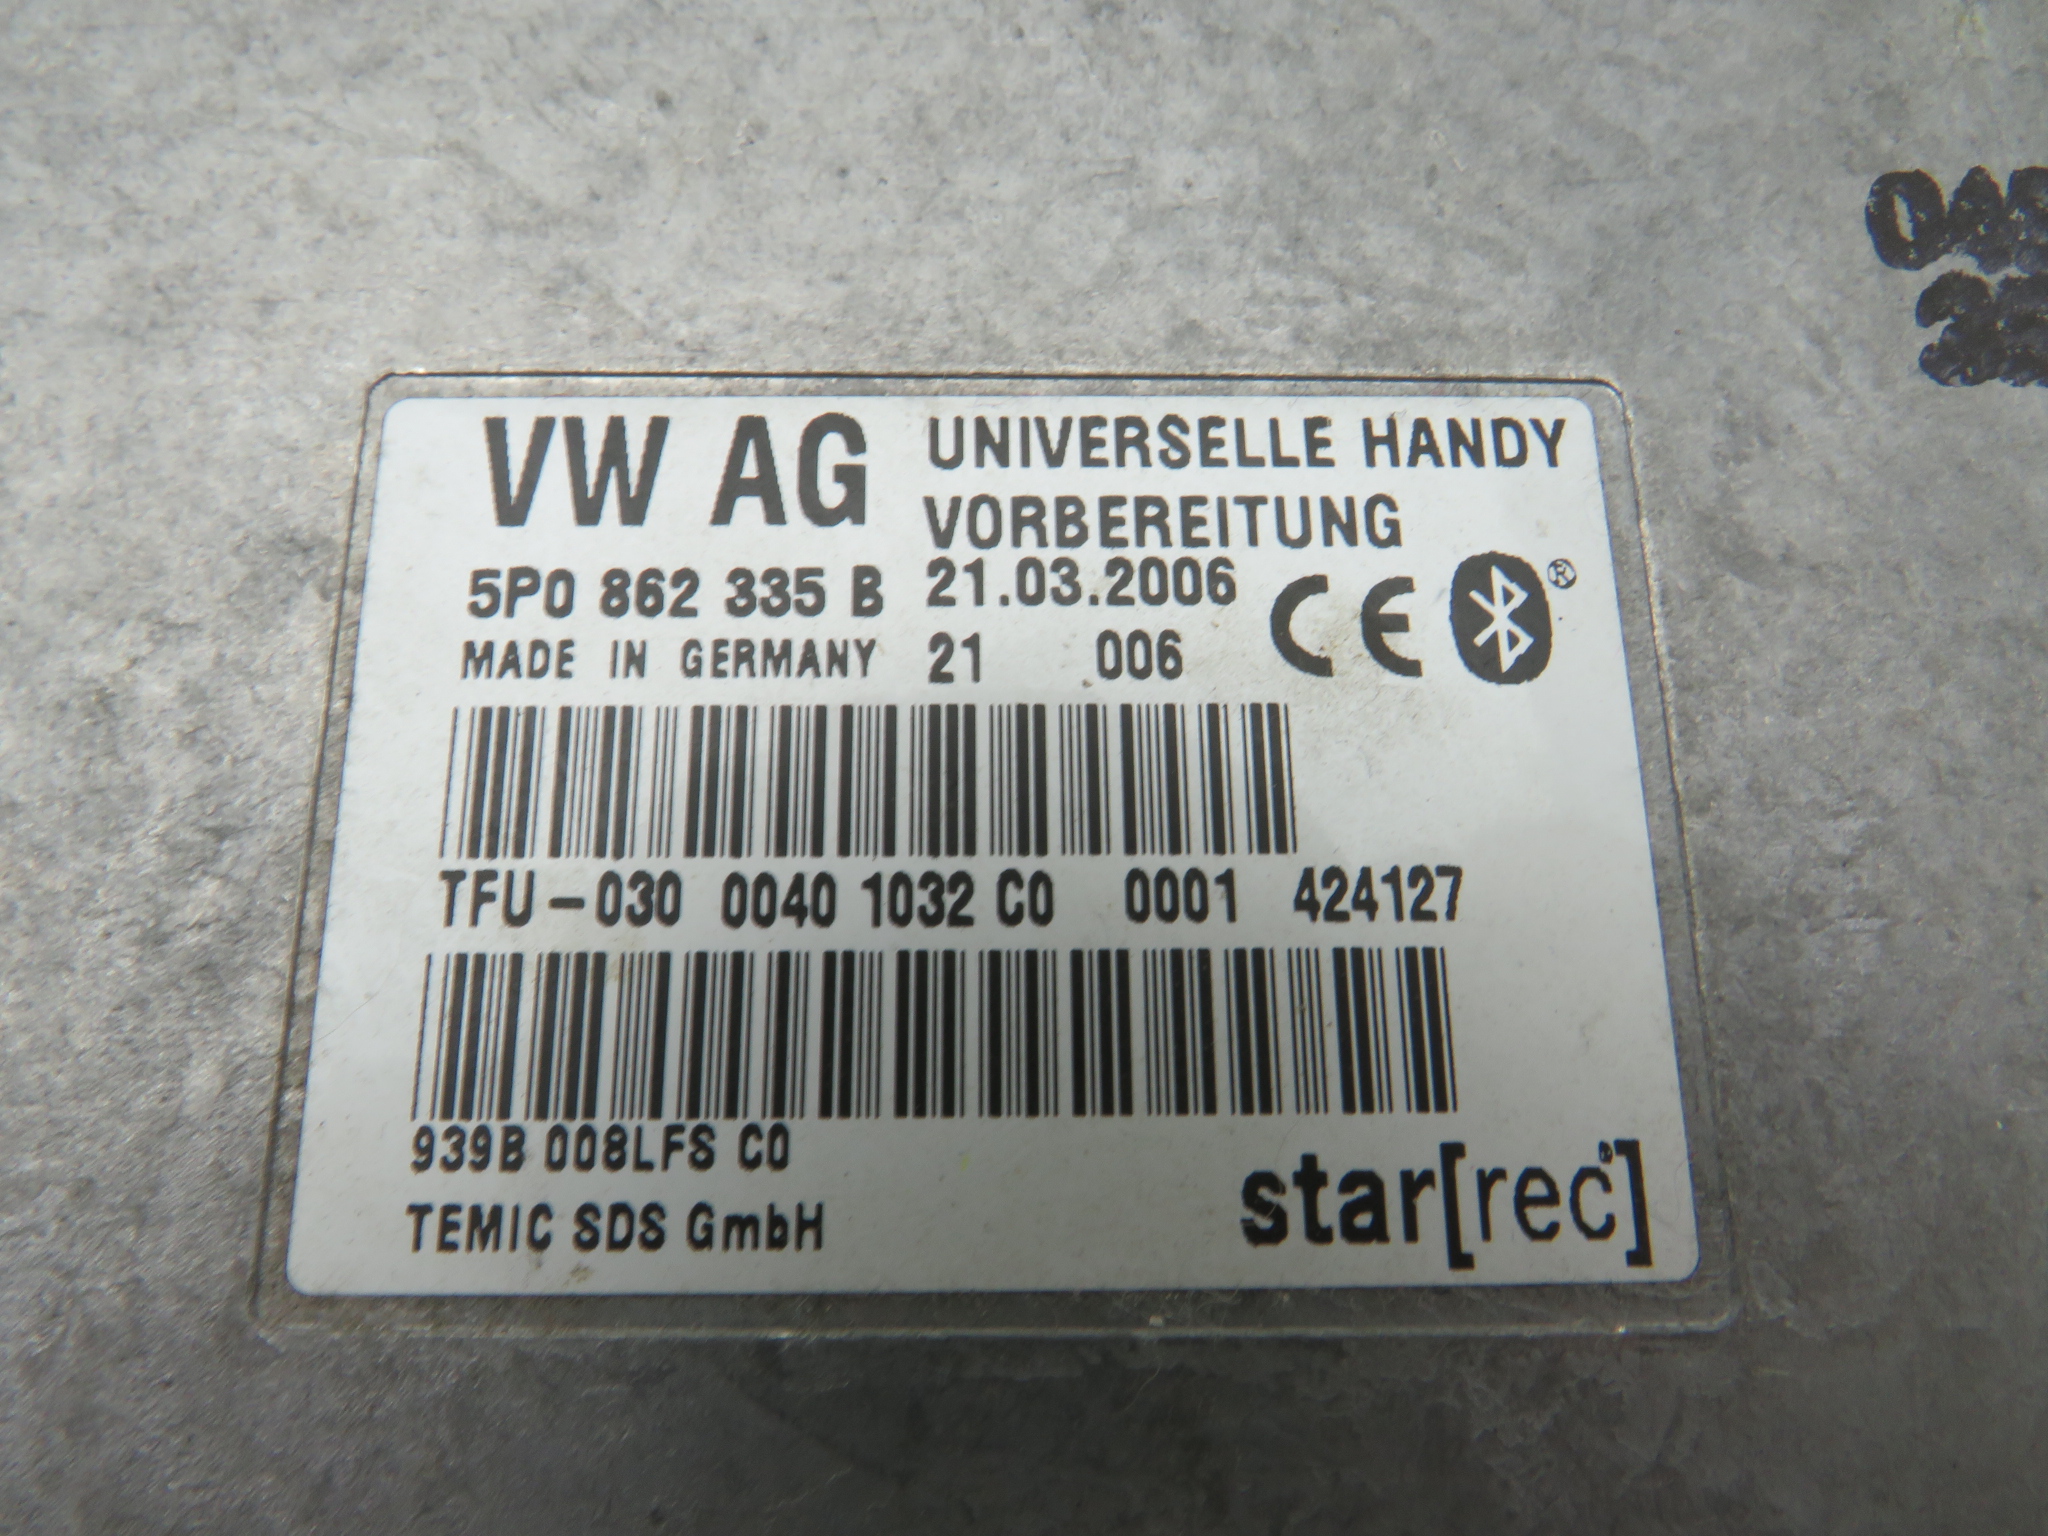 VW AG
UNIVERSELLE HANDY
VORBEREITUNG
5P0 862 335 B
21.03.2006
CE
®
MADE IN GERMANY
21 006
TFU-030 0040 1032 C0 0001 424127
939B 008LFS C0
TEMIC SDS GmbH
star[rec]